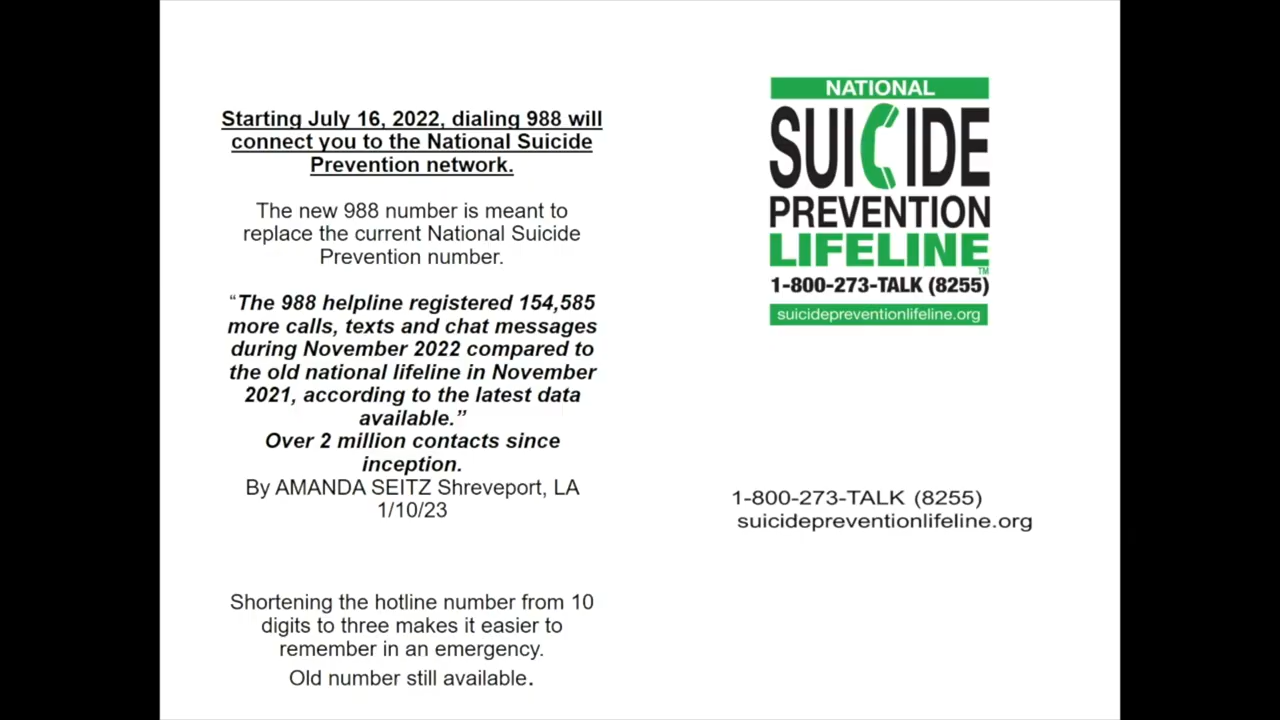 Starting July 16, 2022, dialing 988 will
connect you to the National Suicide
Prevention network.
The new 988 number is meant to
replace the current National Suicide
Prevention number.
“The 988 helpline registered 154,585
more calls, texts and chat messages
during November 2022 compared to
the old national lifeline in November
2021, according to the latest data
available.”
Over 2 million contacts since
inception.
By AMANDA SEITZ Shreveport, LA
1/10/23
Shortening the hotline number from 10
digits to three makes it easier to
remember in an emergency.
Old number still available.
NATIONAL
SUICIDE
PREVENTION
LIFELINE
TM
1-800-273-TALK (8255)
suicidepreventionlifeline.org
1-800-273-TALK (8255)
suicidepreventionlifeline.org